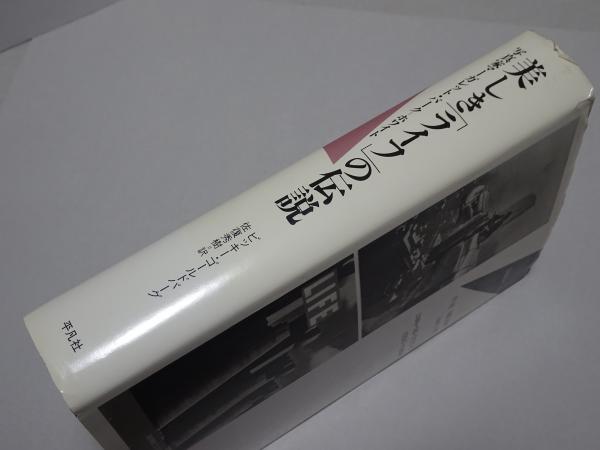 美しき「ライフ」の伝説
写真家マーガレット・バーク＝ホワイト
ビッキー・ゴールドバーグ
佐復秀樹=訳
平凡社
LIFE